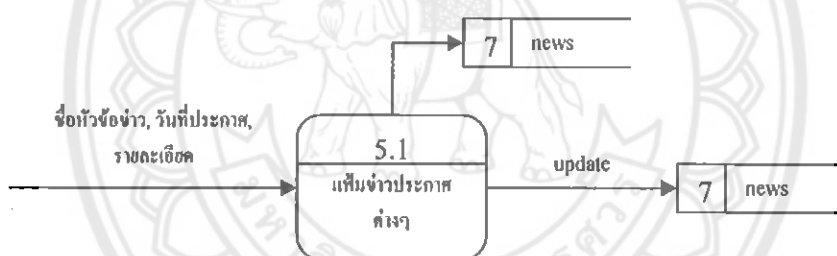 7 news
ชื่อหัวข้อข่าว, วันที่ประกาศ,
รายละเอียด
5.1
แฟ้มข่าวประกาศ
ต่างๆ
update
7 news